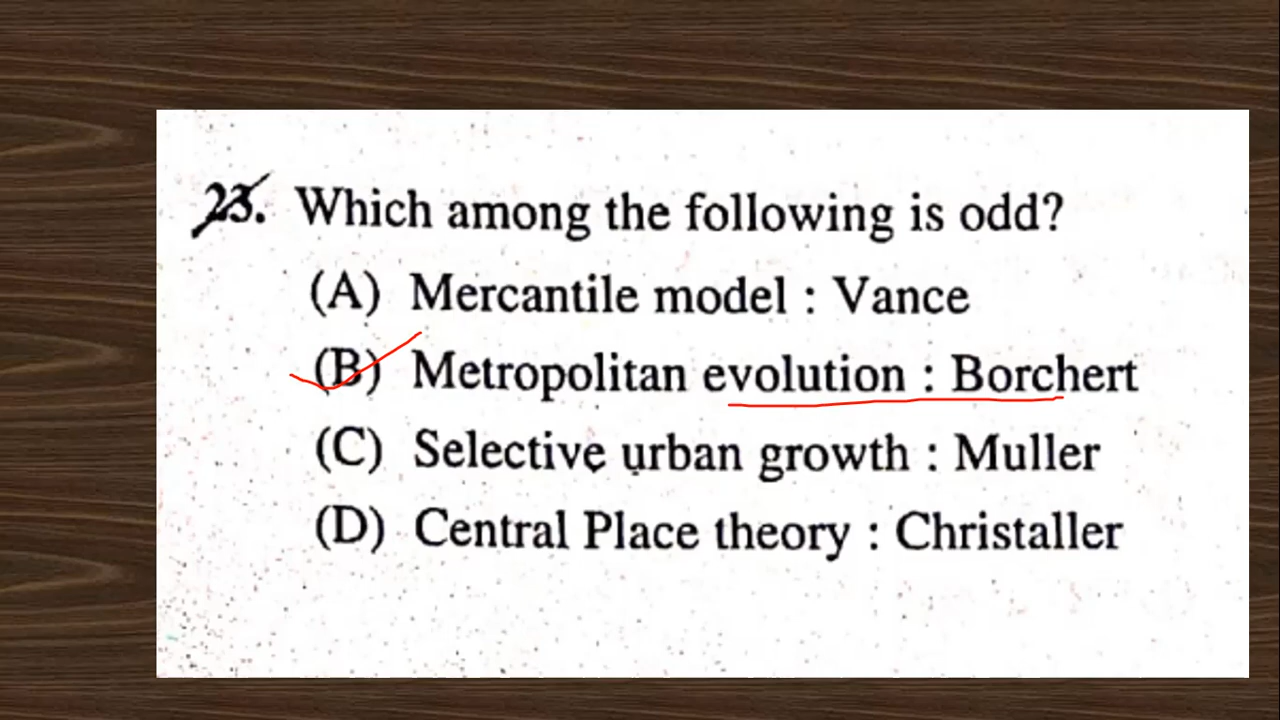 23. Which among the following is odd?
(A) Mercantile model : Vance
(B) Metropolitan evolution : Borchert
(C) Selective urban growth : Muller
(D) Central Place theory : Christaller